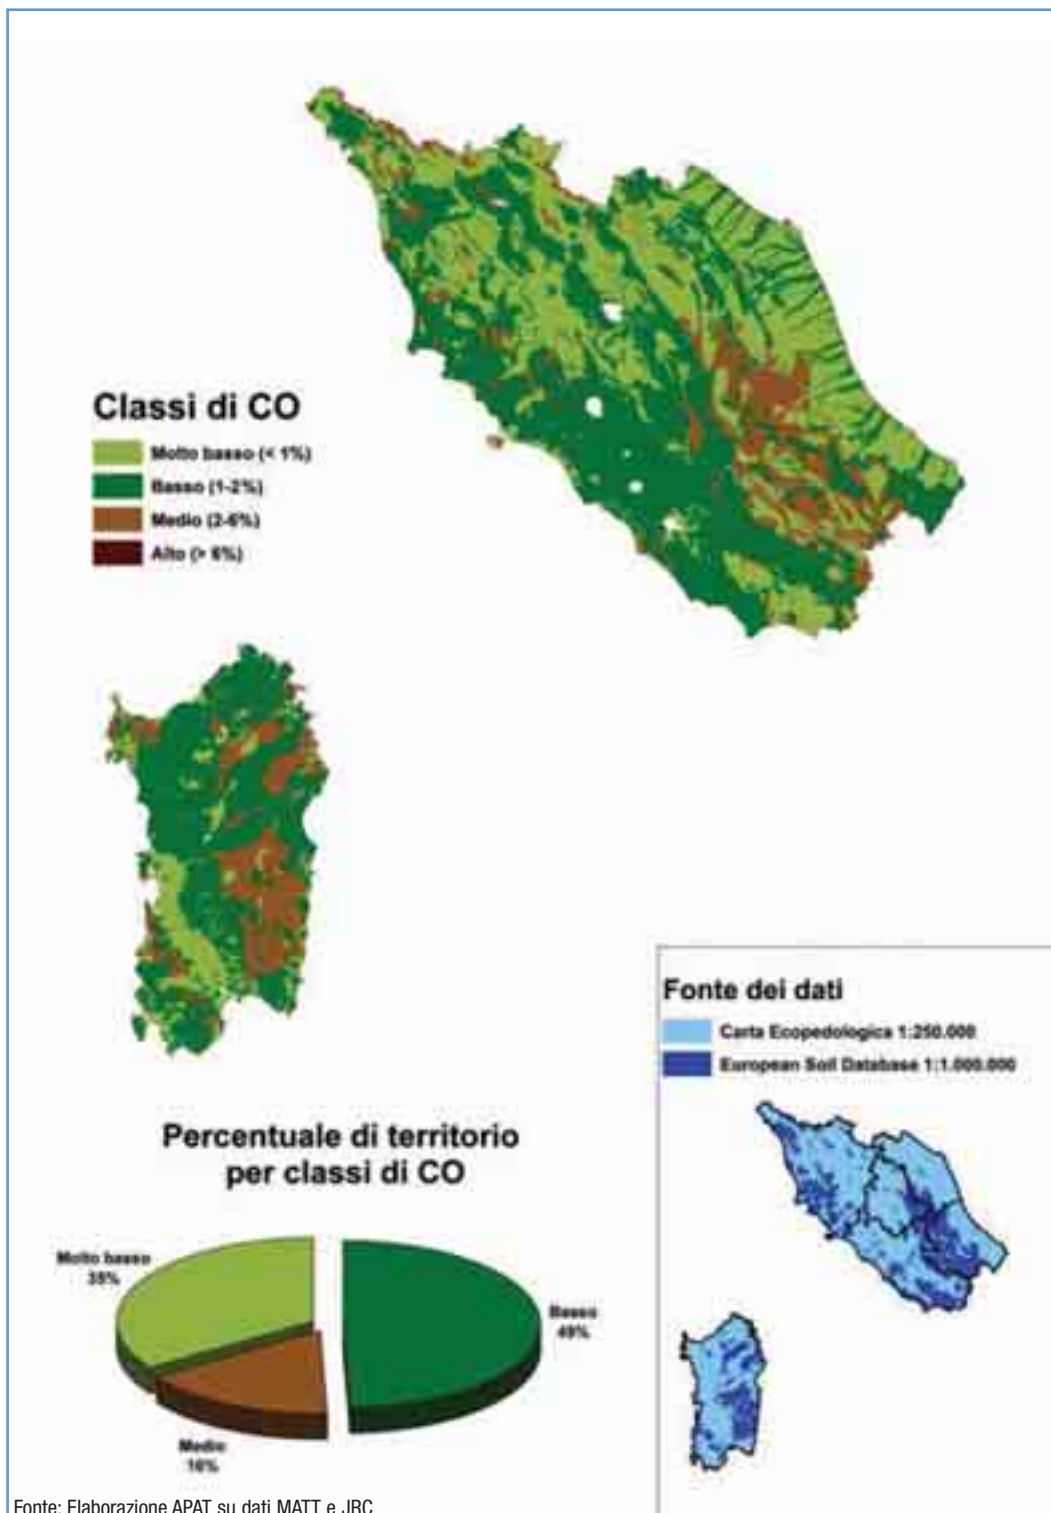 Classi di CO
Molto basso (< 1%)
Basso (1-2%)
Medio (2-6%)
Alto (> 6%)
Fonte dei dati
Carta Ecopedologica 1:250.000
European Soil Database 1:1.000.000
Percentuale di territorio
per classi di CO
Molto basso
35%
Basso
49%
Medio
16%
Fonte: Elaborazione APAT su dati MATT e JRC